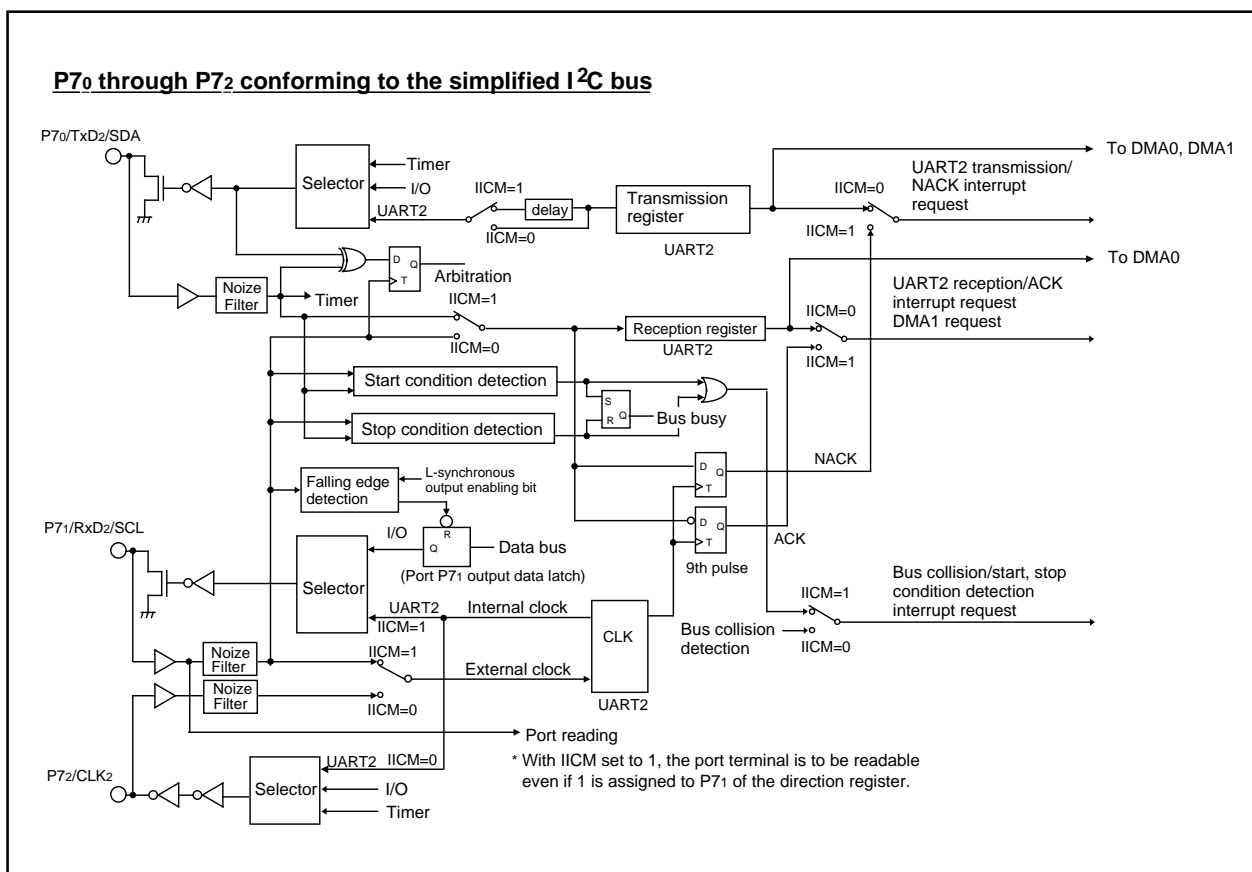 P70 through P72 conforming to the simplified I2C bus
P70/TxD2/SDA
Selector
Timer
I/O
UART2
IICM=1
delay
IICM=0
Transmission
register
UART2
To DMA0, DMA1
IICM=0
IICM=1
UART2 transmission/
NACK interrupt
request
D
Q
T
Arbitration
Noize
Filter
Timer
To DMA0
IICM=1
IICM=0
Reception register
UART2
IICM=0
IICM=1
UART2 reception/ACK
interrupt request
DMA1 request
Start condition detection
S
R
Q
Bus busy
Stop condition detection
NACK
D
Q
T
Falling edge
detection
L-synchronous
output enabling bit
D
Q
T
ACK
9th pulse
P71/RxD2/SCL
I/O
R
Q
Data bus
(Port P71 output data latch)
Selector
UART2
IICM=1
Internal clock
CLK
UART2
Bus collision
detection
IICM=1
IICM=0
Bus collision/start, stop
condition detection
interrupt request
Noize
Filter
IICM=1
External clock
Noize
Filter
IICM=0
Port reading
* With IICM set to 1, the port terminal is to be readable
even if 1 is assigned to P71 of the direction register.
P72/CLK2
Selector
UART2
IICM=0
I/O
Timer